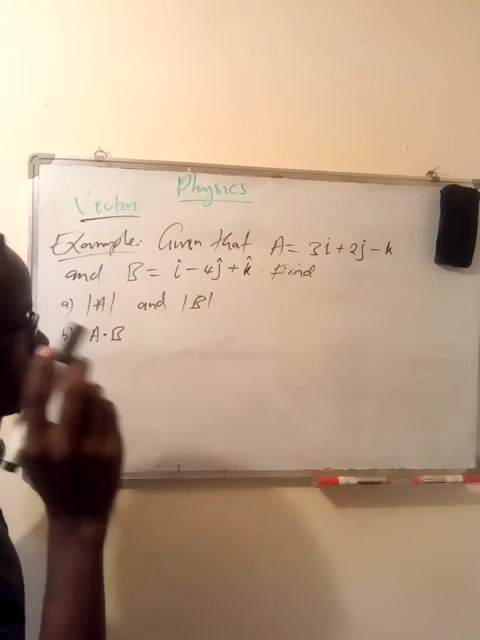 Physics
Vectors.
Example: Given that A = 3i + 2j - k
and B = î - 4ĵ + k̂. Find
a) |A| and |B|
b) A · B